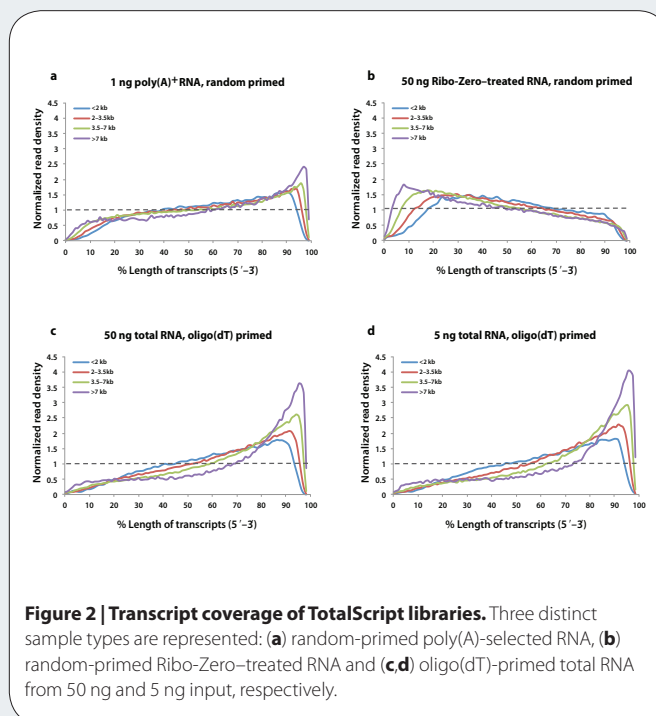 a
1 ng poly(A)+ RNA, random primed
Normalized read density
4.5
4
3.5
3
2.5
2
1.5
1
0.5
0
<2 kb
2–3.5kb
3.5–7 kb
>7 kb
0 10 20 30 40 50 60 70 80 90 100
% Length of transcripts (5′–3′)
b
50 ng Ribo-Zero–treated RNA, random primed
Normalized read density
4.5
4
3.5
3
2.5
2
1.5
1
0.5
0
<2 kb
2–3.5kb
3.5–7 kb
>7 kb
0 10 20 30 40 50 60 70 80 90 100
% Length of transcripts (5′–3′)
c
50 ng total RNA, oligo(dT) primed
Normalized read density
4.5
4
3.5
3
2.5
2
1.5
1
0.5
0
<2 kb
2–3.5 kb
3.5–7kb
>7 kb
0 10 20 30 40 50 60 70 80 90 100
% Length of transcripts (5′–3′)
d
5 ng total RNA, oligo(dT) primed
Normalized read density
4.5
4
3.5
3
2.5
2
1.5
1
0.5
0
<2 kb
2–3.5 kb
3.5–7kb
>7 kb
0 10 20 30 40 50 60 70 80 90 100
% Length of transcripts (5′–3′)
Figure 2 | Transcript coverage of TotalScript libraries. Three distinct
sample types are represented: (a) random-primed poly(A)-selected RNA, (b)
random-primed Ribo-Zero–treated RNA and (c,d) oligo(dT)-primed total RNA
from 50 ng and 5 ng input, respectively.